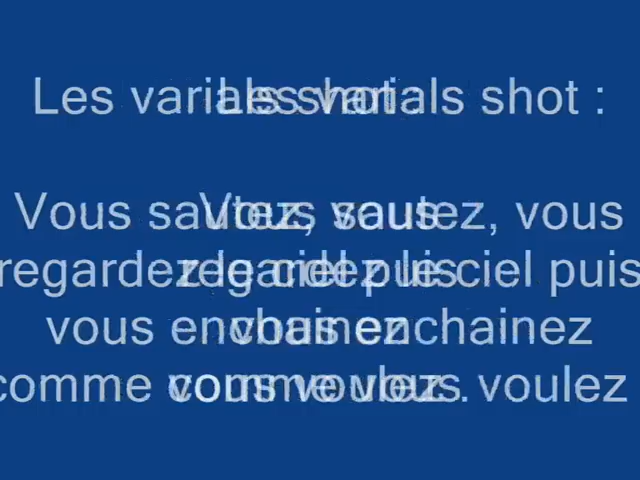 Les varials shot :
Vous sautez, vous
regardez le ciel puis
vous enchainez
comme vous voulez .